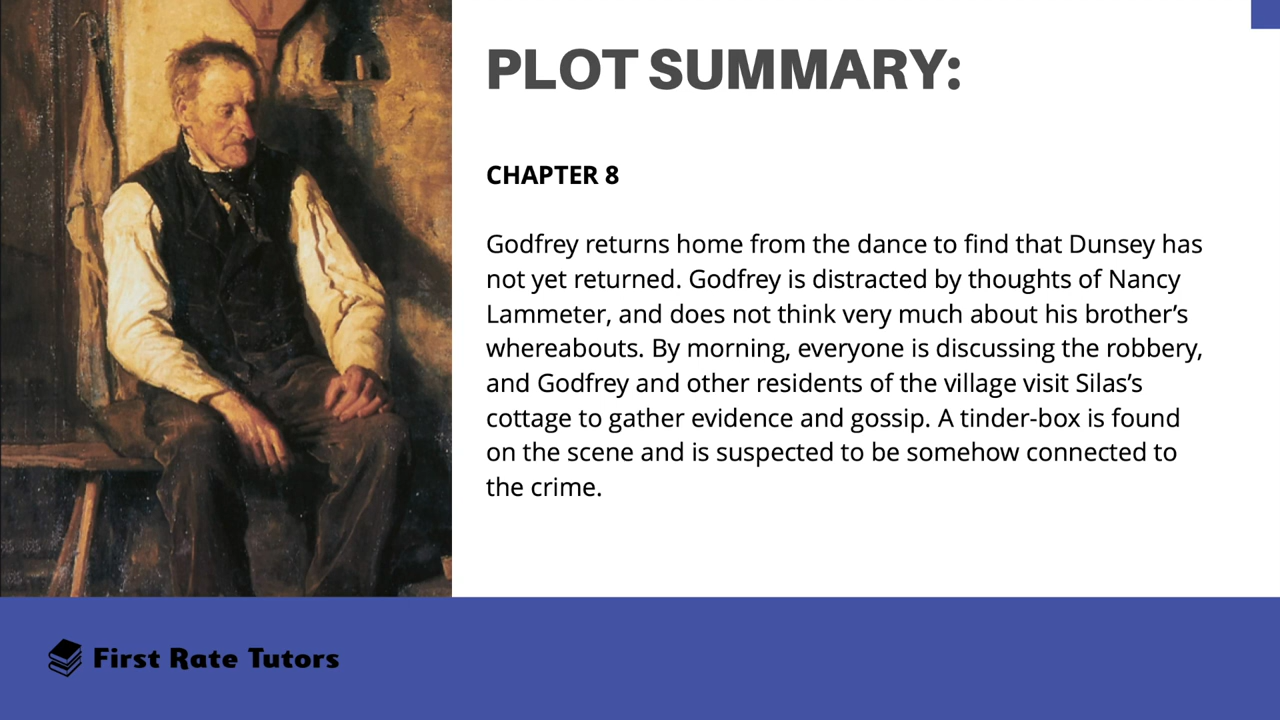 PLOT SUMMARY:
CHAPTER 8
Godfrey returns home from the dance to find that Dunsey has
not yet returned. Godfrey is distracted by thoughts of Nancy
Lammeter, and does not think very much about his brother’s
whereabouts. By morning, everyone is discussing the robbery,
and Godfrey and other residents of the village visit Silas’s
cottage to gather evidence and gossip. A tinder-box is found
on the scene and is suspected to be somehow connected to
the crime.
First Rate Tutors